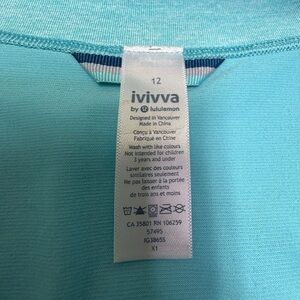 12
ivivva
by lululemon
Designed in Vancouver
Made in China
Conçu à Vancouver
Fabriqué en Chine
Wash with like colours
Not intended for children
3 years and under
Laver avec des couleurs
similaires seulement
Ne pas laisser à la portée
des enfants
de trois ans et moins
CA 35801 RN 106259
57495
IG3B65S
X1